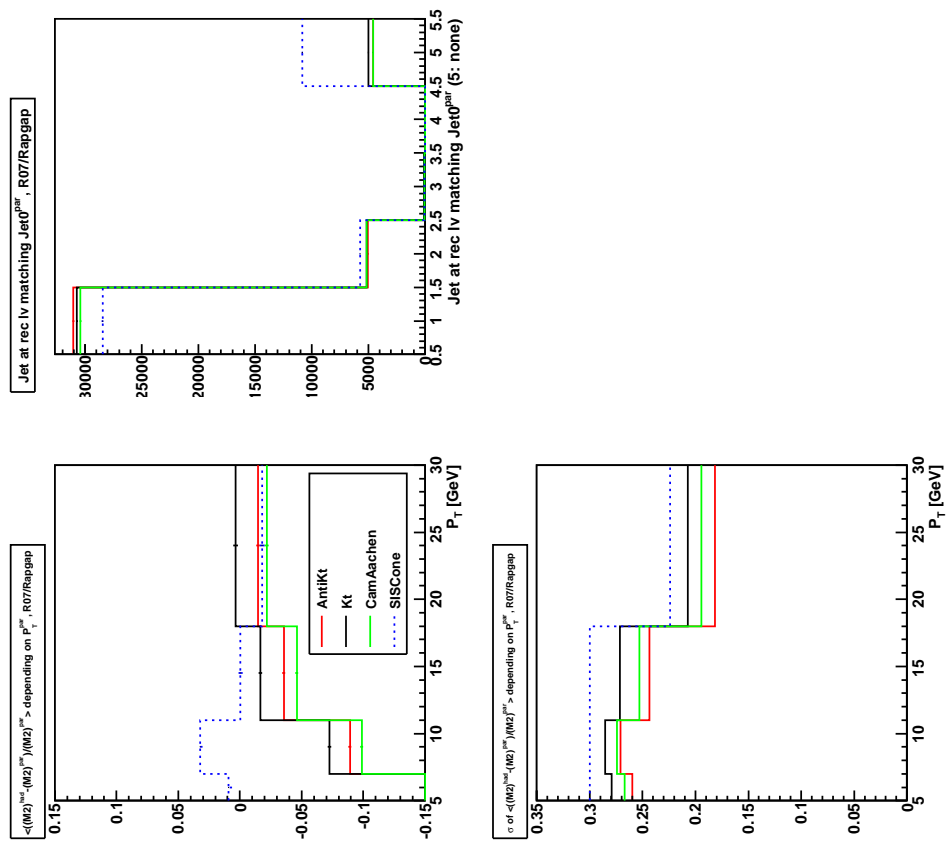 Jet at rec lv matching Jet0^par, R07/Rapgap
30000
25000
20000
15000
10000
5000
0
0.5 1 1.5 2 2.5 3 3.5 4 4.5 5 5.5
Jet at rec lv matching Jet0^par (5: none)
<((M2)^had-(M2)^par)/(M2)^par> depending on P_T^par, R07/Rapgap
0.15
0.1
0.05
0
-0.05
-0.1
-0.15
5 10 15 20 25 30
P_T [GeV]
AntiKt
Kt
CamAachen
SISCone
σ of <((M2)^had-(M2)^par)/(M2)^par> depending on P_T^par, R07/Rapgap
0.35
0.3
0.25
0.2
0.15
0.1
0.05
0
5 10 15 20 25 30
P_T [GeV]